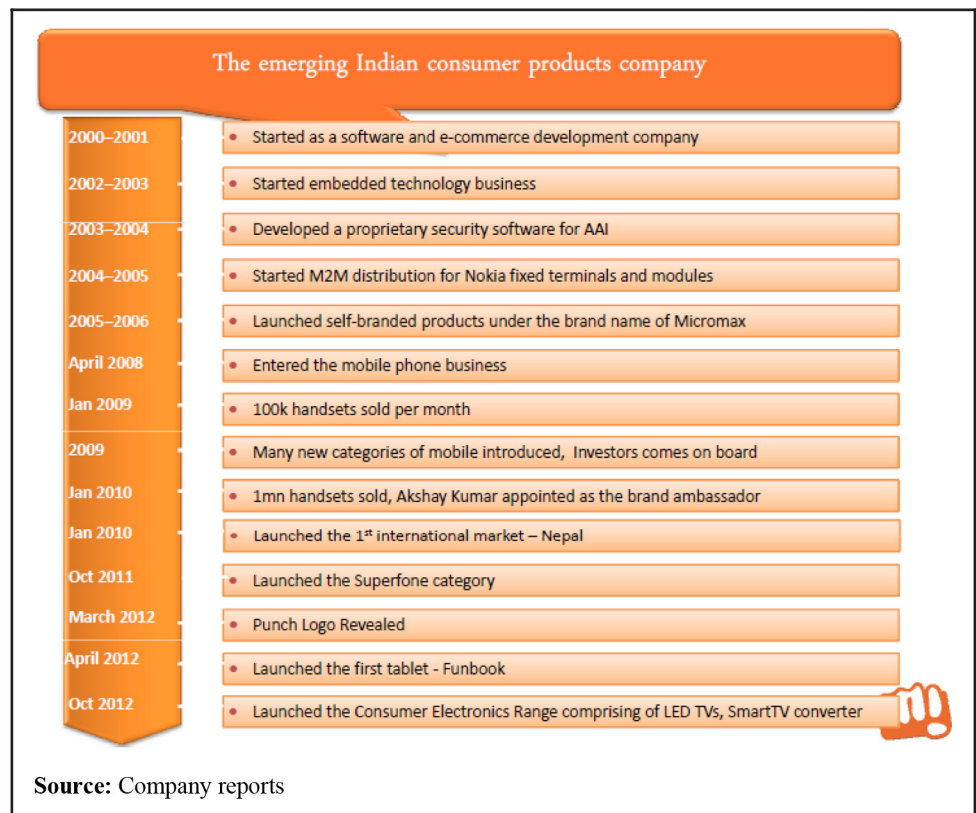 The emerging Indian consumer products company
2000–2001 • Started as a software and e-commerce development company
2002–2003 • Started embedded technology business
2003–2004 • Developed a proprietary security software for AAI
2004–2005 • Started M2M distribution for Nokia fixed terminals and modules
2005–2006 • Launched self-branded products under the brand name of Micromax
April 2008 • Entered the mobile phone business
Jan 2009 • 100k handsets sold per month
2009 • Many new categories of mobile introduced, Investors comes on board
Jan 2010 • 1mn handsets sold, Akshay Kumar appointed as the brand ambassador
Jan 2010 • Launched the 1st international market – Nepal
Oct 2011 • Launched the Superfone category
March 2012 • Punch Logo Revealed
April 2012 • Launched the first tablet - Funbook
Oct 2012 • Launched the Consumer Electronics Range comprising of LED TVs, SmartTV converter
Source: Company reports